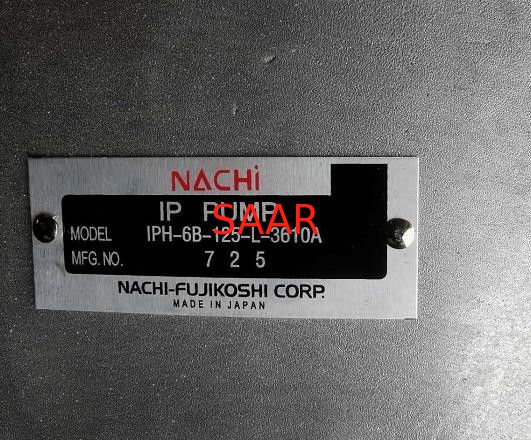 NACHi
IP PUMP
SAAR
MODEL IPH-6B-125-L-3610A
MFG. NO. 7 2 5
NACHI-FUJIKOSHI CORP.
MADE IN JAPAN